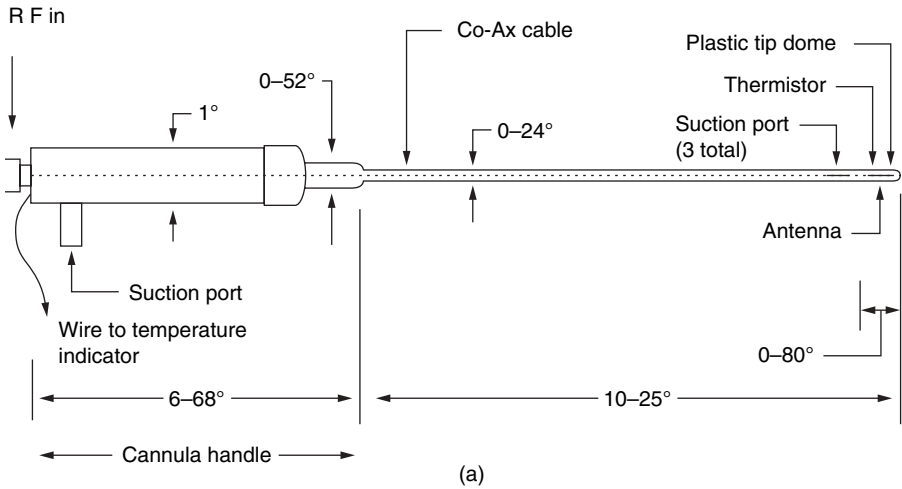 R F in
Co-Ax cable
Plastic tip dome
0–52°
Thermistor
1°
0–24°
Suction port
(3 total)
Antenna
Suction port
Wire to temperature
indicator
0–80°
6–68°
10–25°
Cannula handle
(a)